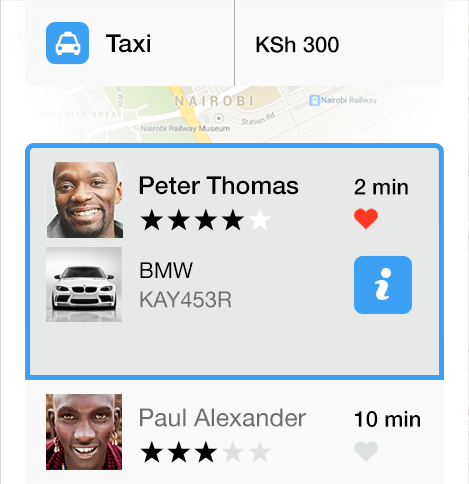 Taxi
KSh 300
NAIROBI
Nairobi Railway
COMMUNITY AREA
Station Rd
Nairobi Railway Museum
Peter Thomas
2 min
BMW
KAY453R
i
Paul Alexander
10 min